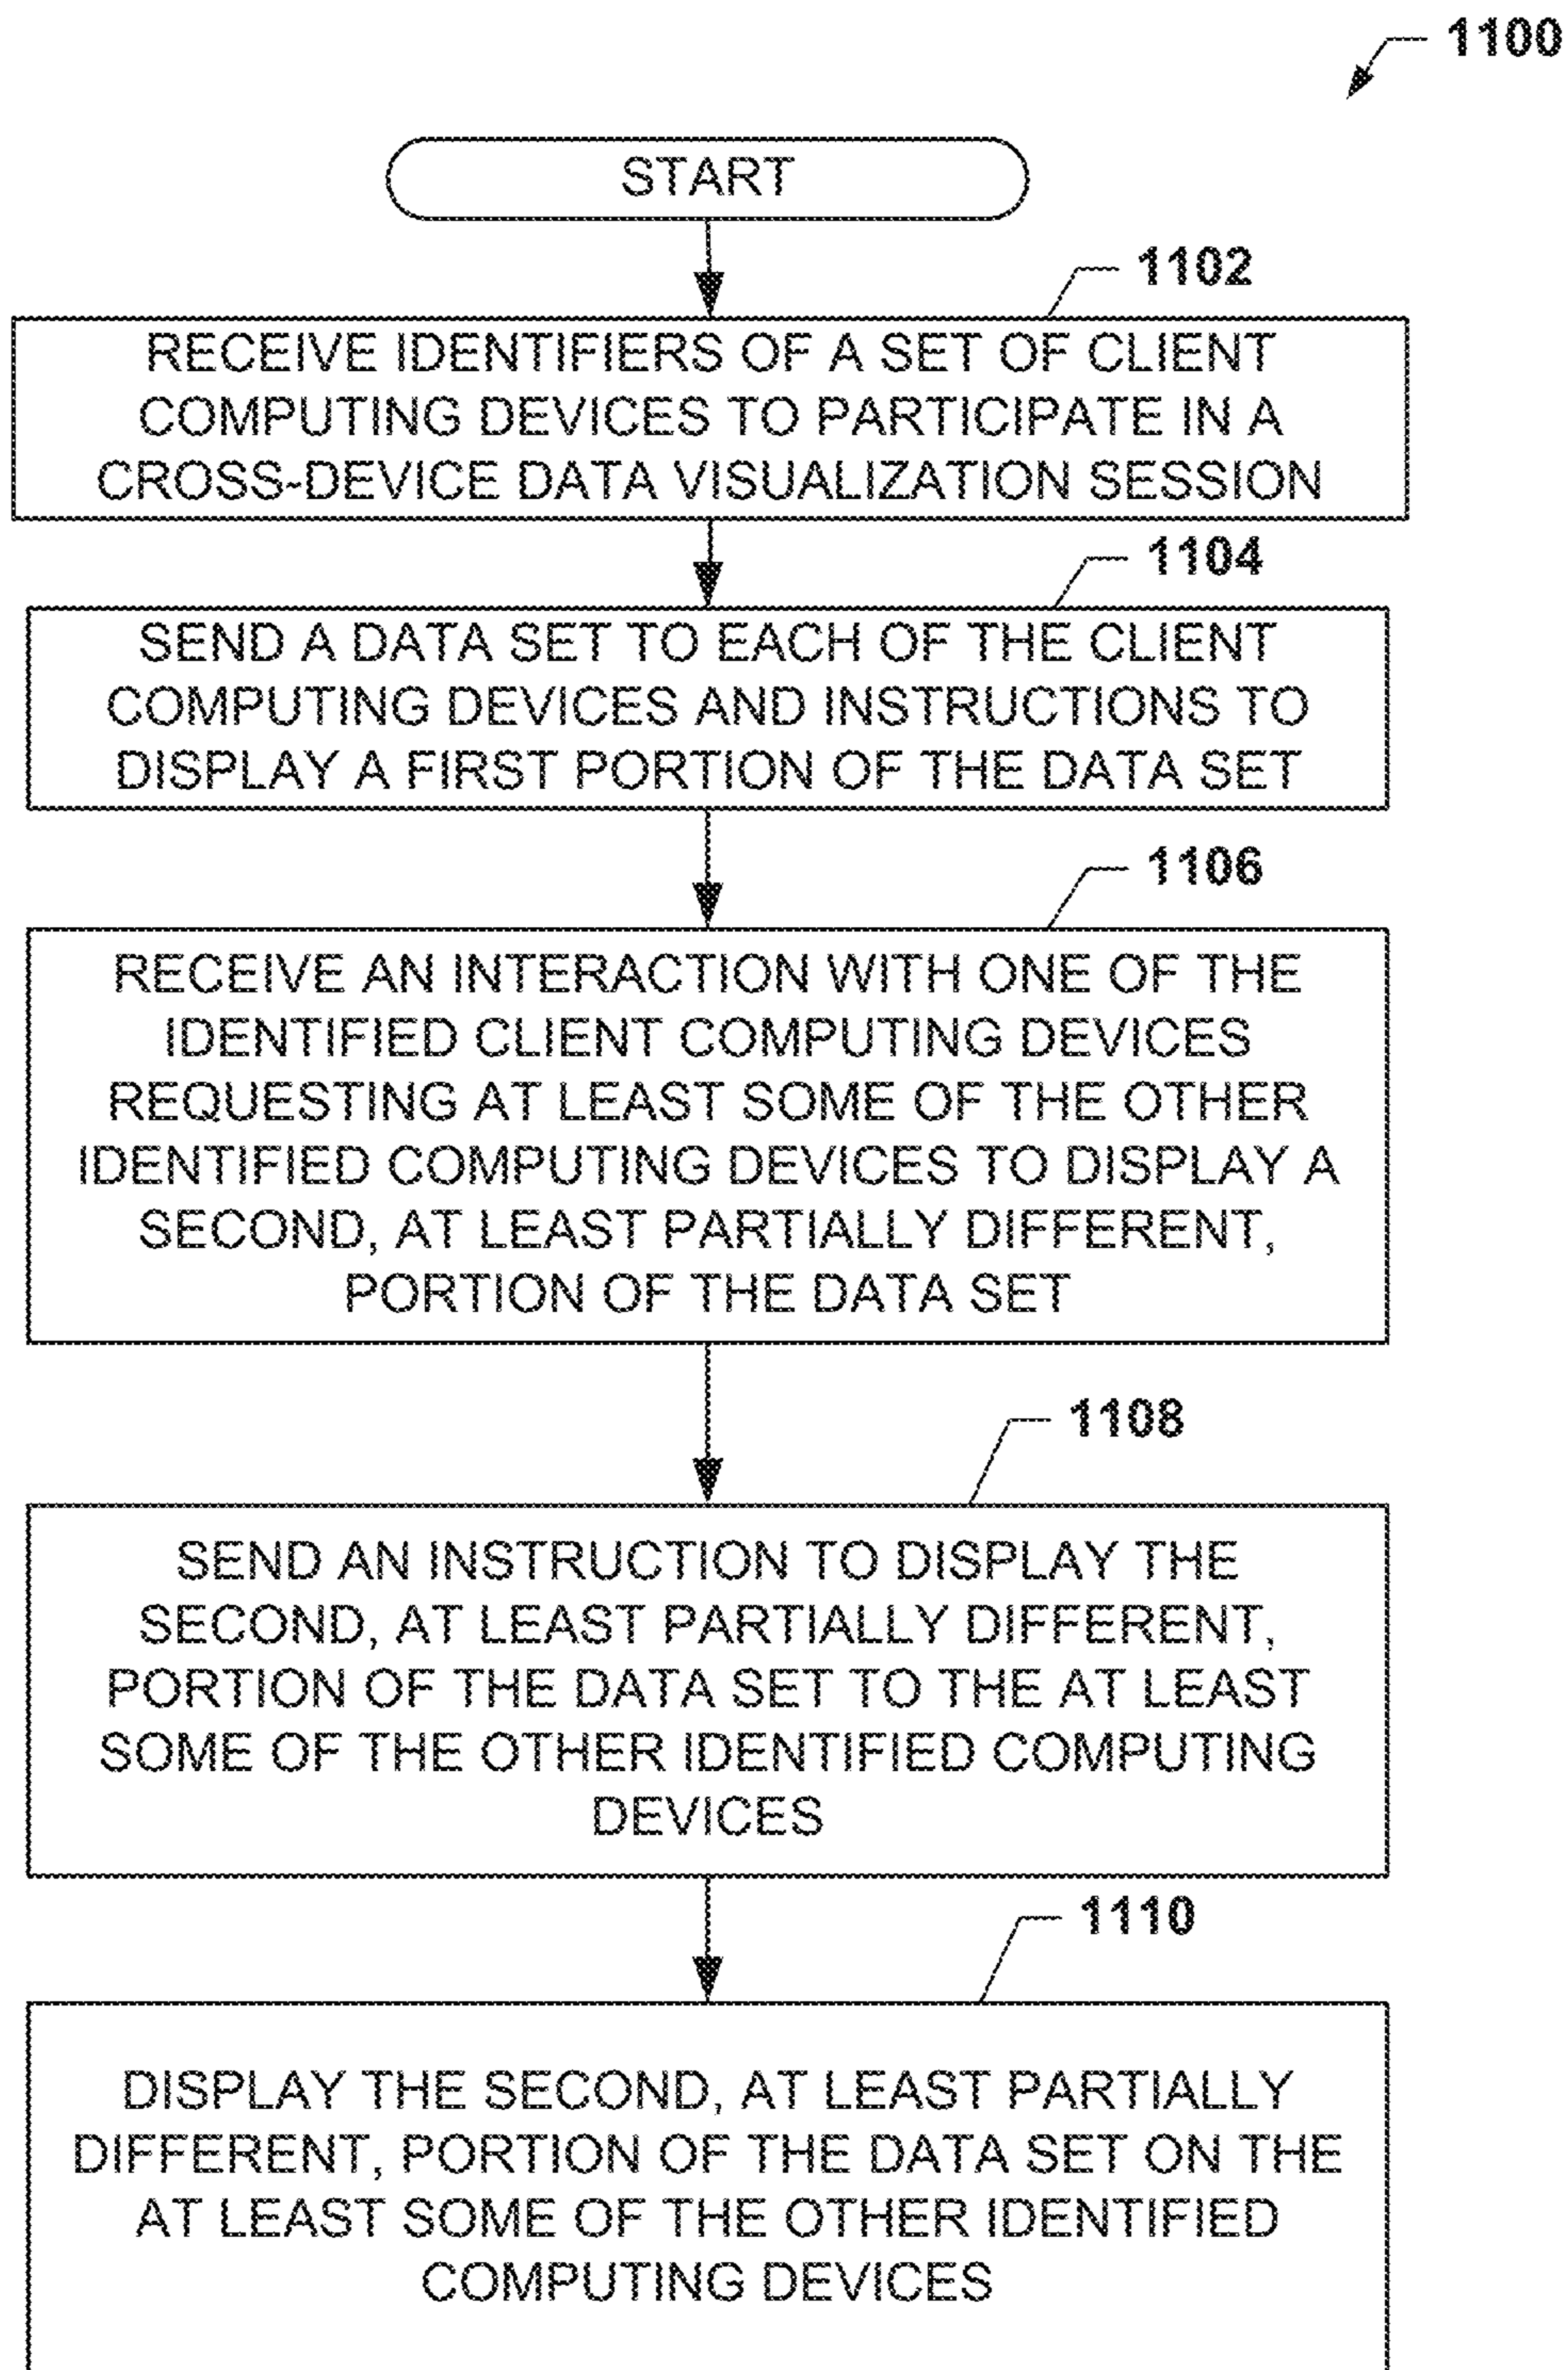 1100
START
1102
RECEIVE IDENTIFIERS OF A SET OF CLIENT
COMPUTING DEVICES TO PARTICIPATE IN A
CROSS-DEVICE DATA VISUALIZATION SESSION
1104
SEND A DATA SET TO EACH OF THE CLIENT
COMPUTING DEVICES AND INSTRUCTIONS TO
DISPLAY A FIRST PORTION OF THE DATA SET
1106
RECEIVE AN INTERACTION WITH ONE OF THE
IDENTIFIED CLIENT COMPUTING DEVICES
REQUESTING AT LEAST SOME OF THE OTHER
IDENTIFIED COMPUTING DEVICES TO DISPLAY A
SECOND, AT LEAST PARTIALLY DIFFERENT,
PORTION OF THE DATA SET
1108
SEND AN INSTRUCTION TO DISPLAY THE
SECOND, AT LEAST PARTIALLY DIFFERENT,
PORTION OF THE DATA SET TO THE AT LEAST
SOME OF THE OTHER IDENTIFIED COMPUTING
DEVICES
1110
DISPLAY THE SECOND, AT LEAST PARTIALLY
DIFFERENT, PORTION OF THE DATA SET ON THE
AT LEAST SOME OF THE OTHER IDENTIFIED
COMPUTING DEVICES